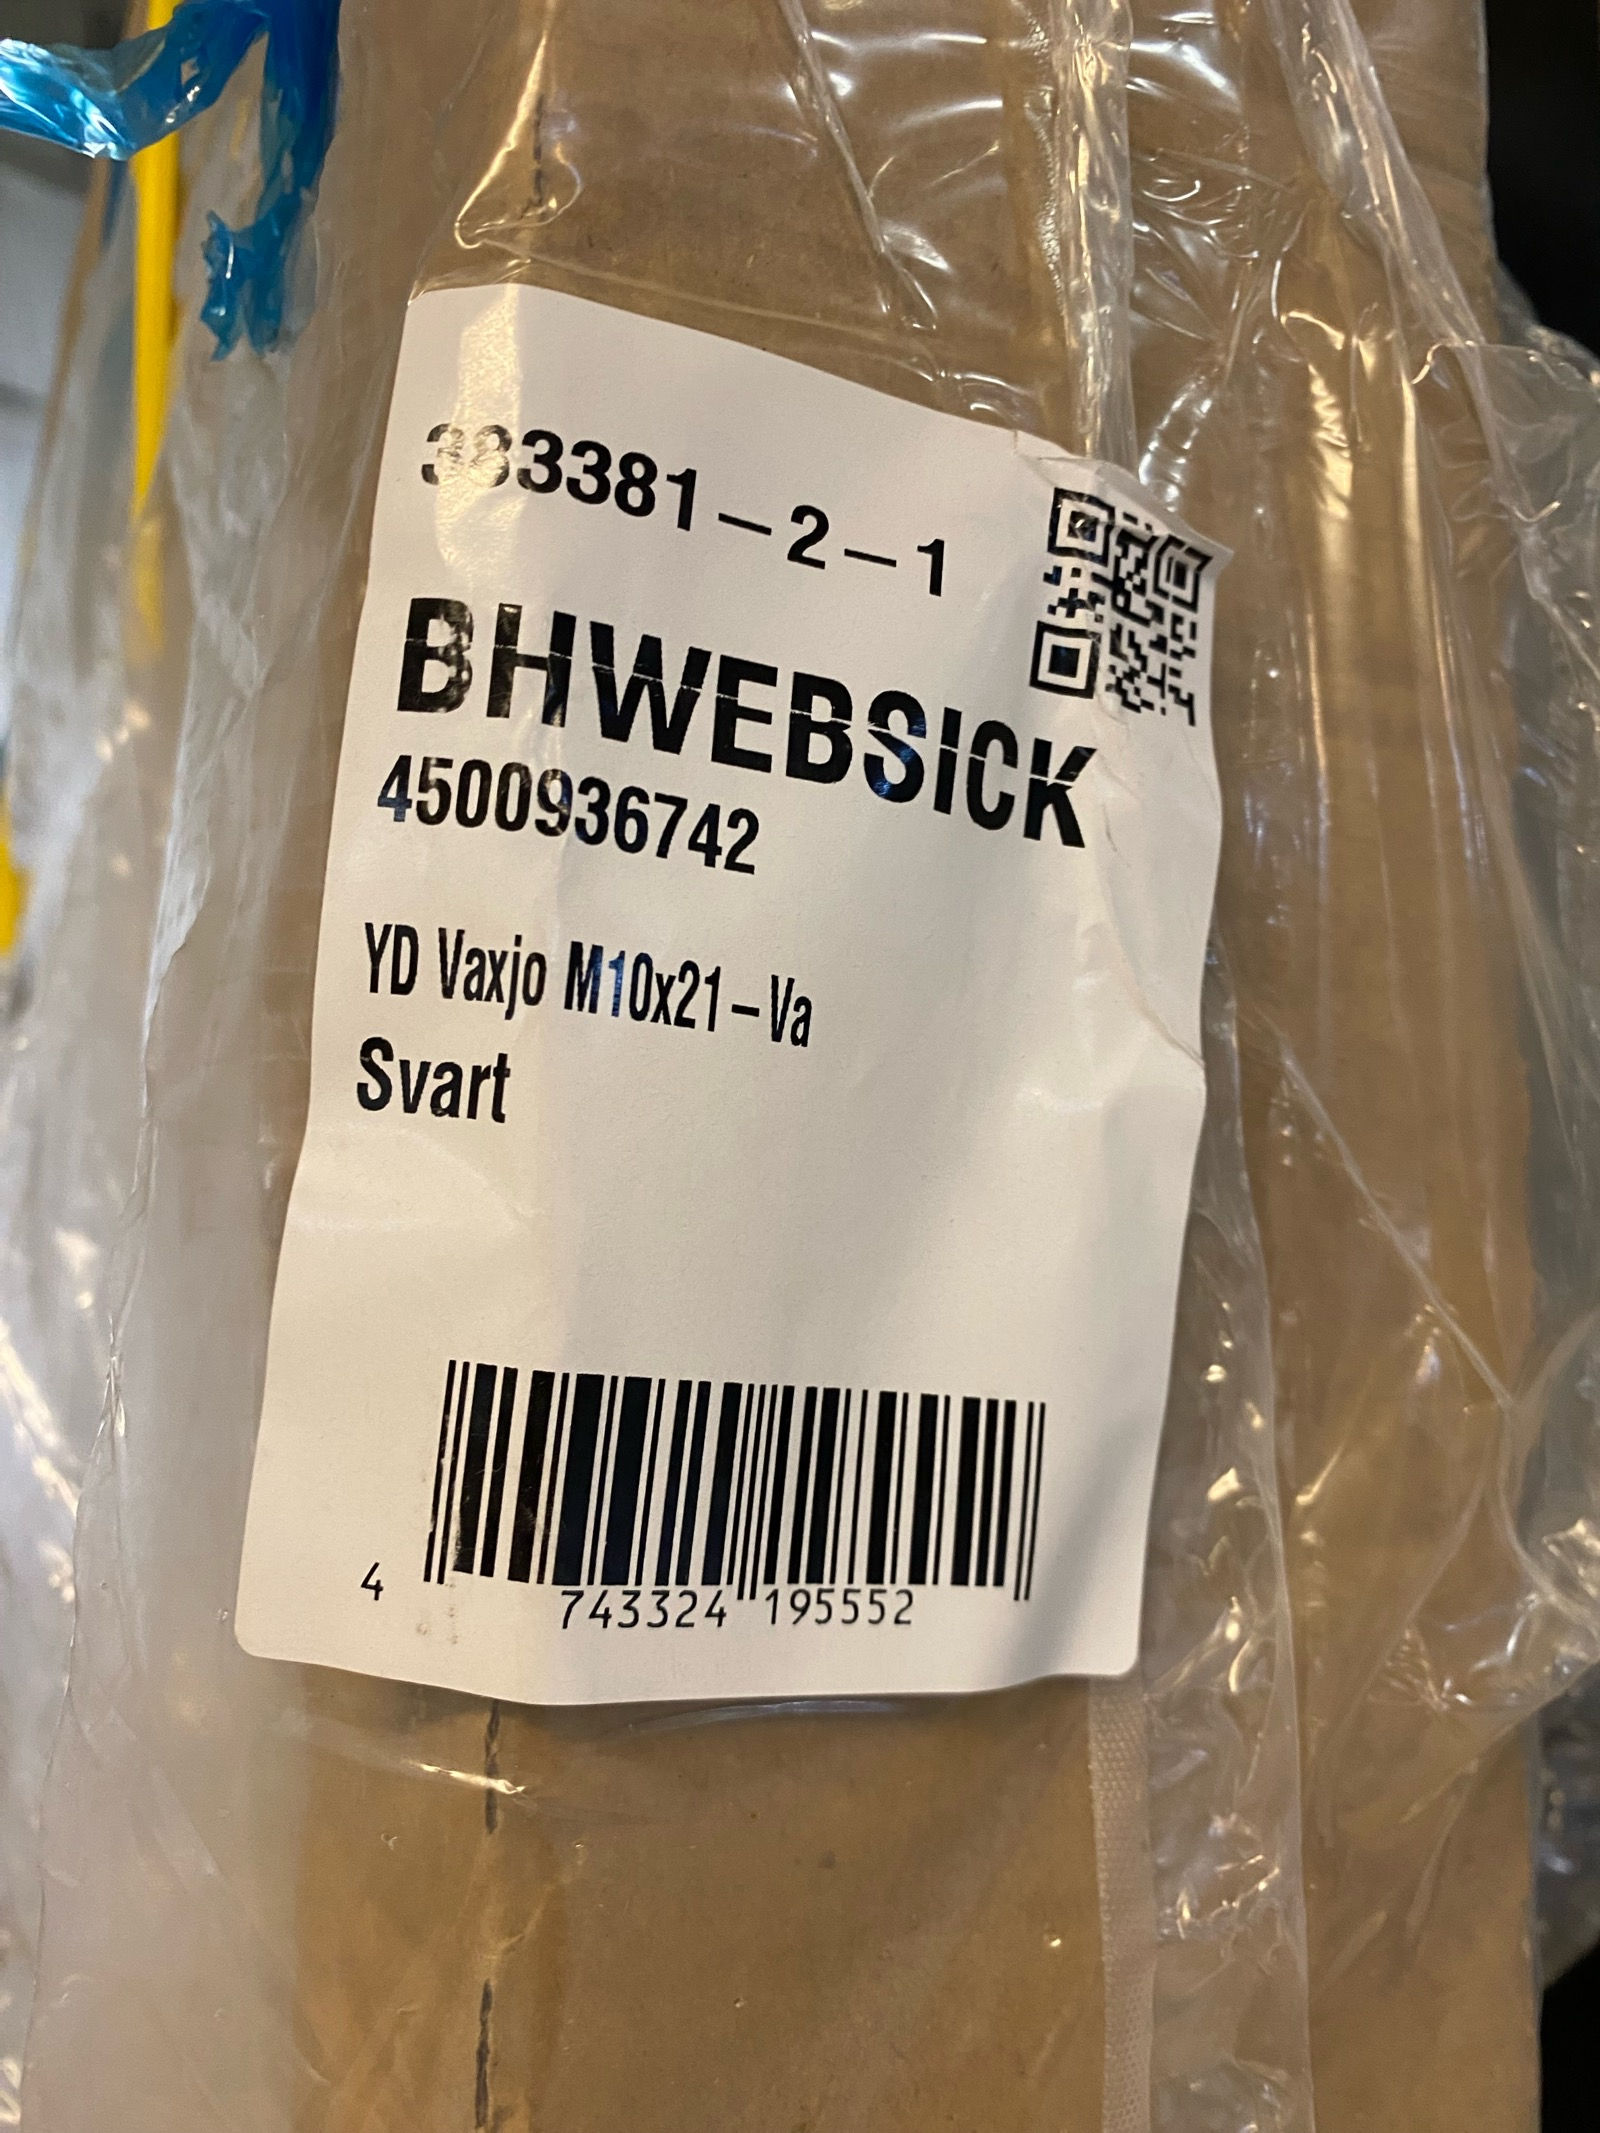 383381-2-1
BHWEBSICK
4500936742
YD Vaxjo M10x21-Va
Svart
4 743324 195552